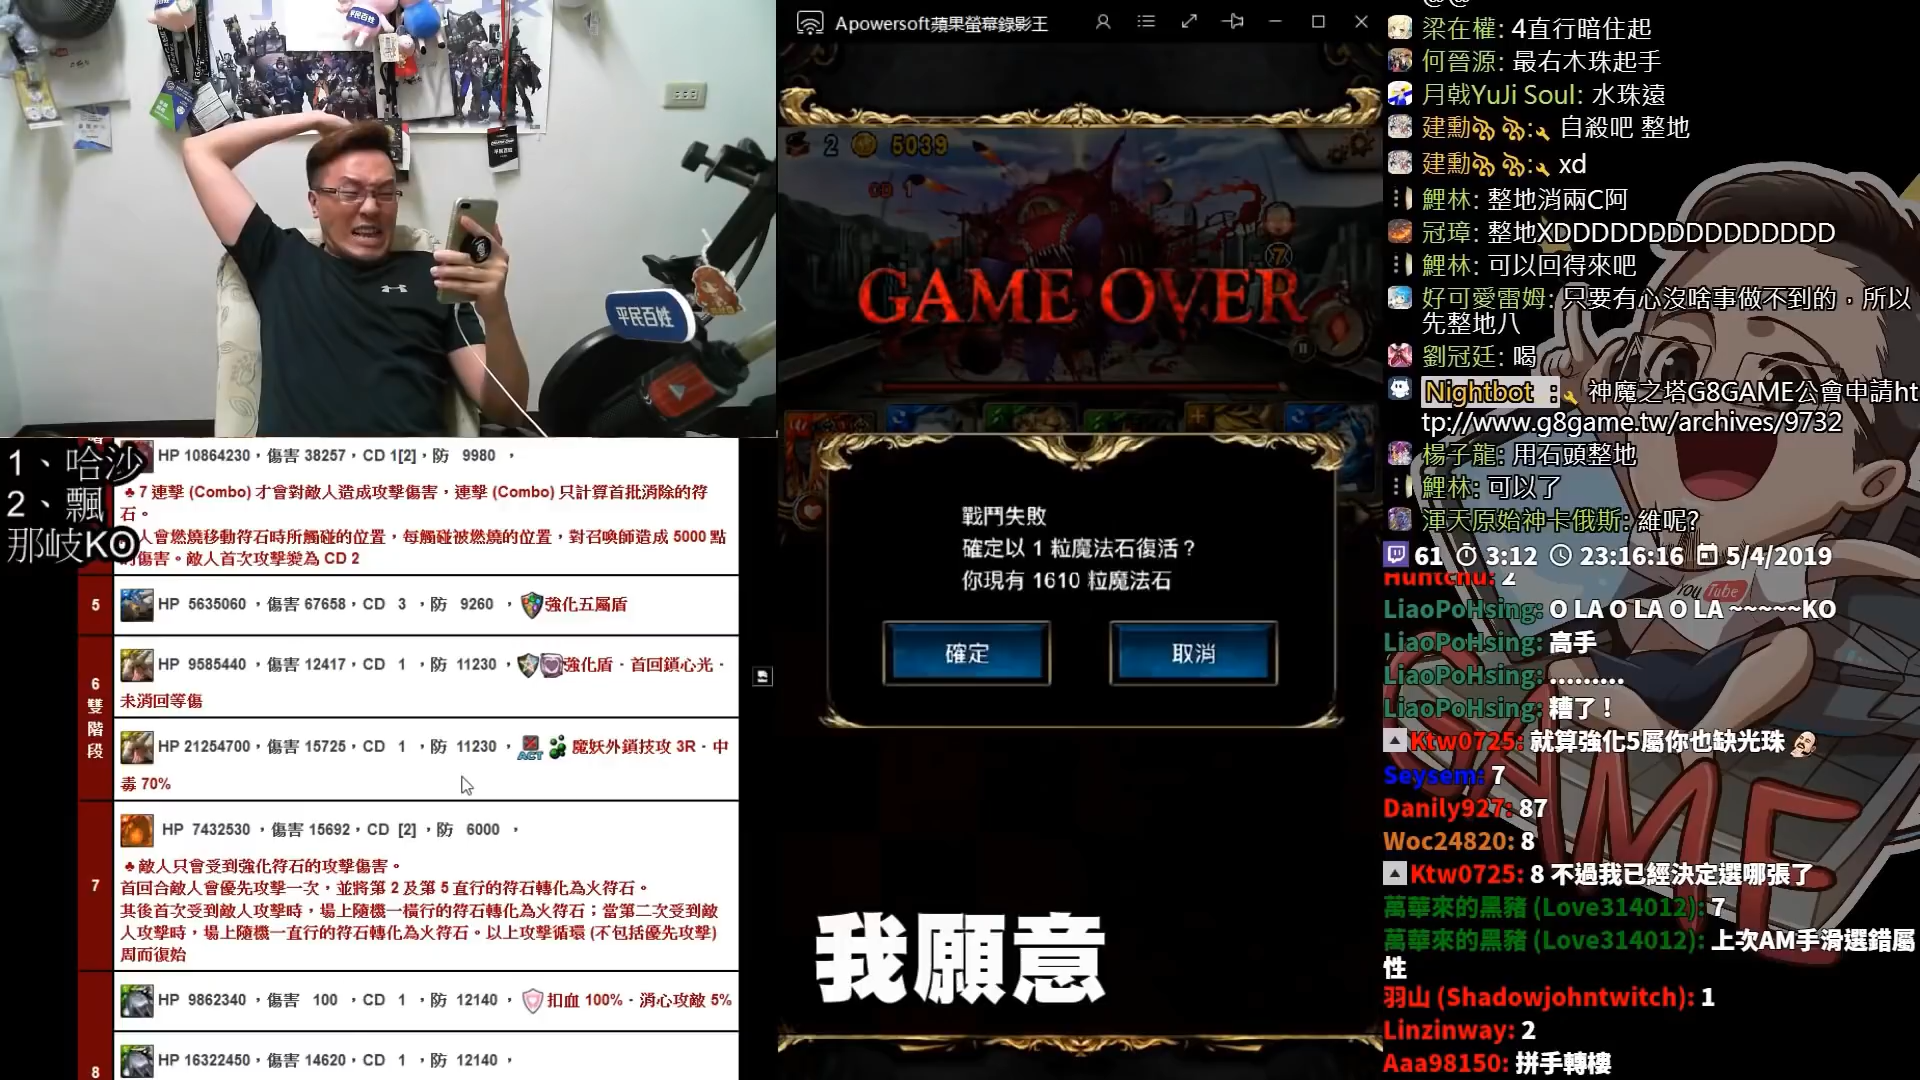 平民百姓
平民百姓
平民百姓
1、哈沙
2、飄
那岐KO
HP 10864230，傷害 38257，CD 1[2]，防 9980 ，
♣ 7 連擊 (Combo) 才會對敵人造成攻擊傷害，連擊 (Combo) 只計算首批消除的符
石。
人會燃燒移動符石時所觸碰的位置，每觸碰被燃燒的位置，對召喚師造成 5000 點
傷害。敵人首次攻擊變為 CD 2
5
HP 5635060，傷害 67658，CD 3 ，防 9260 ，強化五屬盾
6
雙
階
段
HP 9585440，傷害 12417，CD 1 ，防 11230 ，強化盾．首回鎖心光．
未消回等傷
HP 21254700，傷害 15725，CD 1 ，防 11230 ，ACT 魔妖外鎖技攻 3R．中
毒 70%
7
HP 7432530 ，傷害 15692，CD [2] ，防 6000 ，
♣ 敵人只會受到強化符石的攻擊傷害。
首回合敵人會優先攻擊一次，並將第 2 及第 5 直行的符石轉化為火符石。
其後首次受到敵人攻擊時，場上隨機一橫行的符石轉化為火符石；當第二次受到敵
人攻擊時，場上隨機一直行的符石轉化為火符石。以上攻擊循環 (不包括優先攻擊)
周而復始
HP 9862340 ，傷害 100 ，CD 1 ，防 12140 ，扣血 100%．消心攻敵 5%
8
HP 16322450，傷害 14620，CD 1 ，防 12140 ，
Apowersoft蘋果螢幕錄影王
2 5039
CD 1
7
GAME OVER
戰鬥失敗
確定以 1 粒魔法石復活？
你現有 1610 粒魔法石
確定 取消
我願意
梁在權: 4直行暗住起
何晉源: 最右木珠起手
月戟YuJi Soul: 水珠遠
建勳: 自殺吧 整地
建勳: xd
鯉林: 整地消兩C阿
冠璋: 整地XDDDDDDDDDDDDDDD
鯉林: 可以回得來吧
好可愛雷姆: 只要有心沒啥事做不到的，所以
先整地八
劉冠廷: 喝
Nightbot : 神魔之塔G8GAME公會申請ht
tp://www.g8game.tw/archives/9732
楊子龍: 用石頭整地
鯉林: 可以了
渾天原始神卡俄斯: 維呢?
61 3:12 23:16:16 5/4/2019
Huntchu: 2
LiaoPoHsing: O LA O LA O LA ~~~~~KO
LiaoPoHsing: 高手
LiaoPoHsing: .........
LiaoPoHsing: 糟了！
Ktw0725: 就算強化5屬你也缺光珠
Seysem: 7
Danily927: 87
Woc24820: 8
Ktw0725: 8 不過我已經決定選哪張了
萬華來的黑豬 (Love314012): 7
萬華來的黑豬 (Love314012): 上次AM手滑選錯屬
性
羽山 (Shadowjohntwitch): 1
Linzinway: 2
Aaa98150: 拼手轉樓
YouTube
GAME